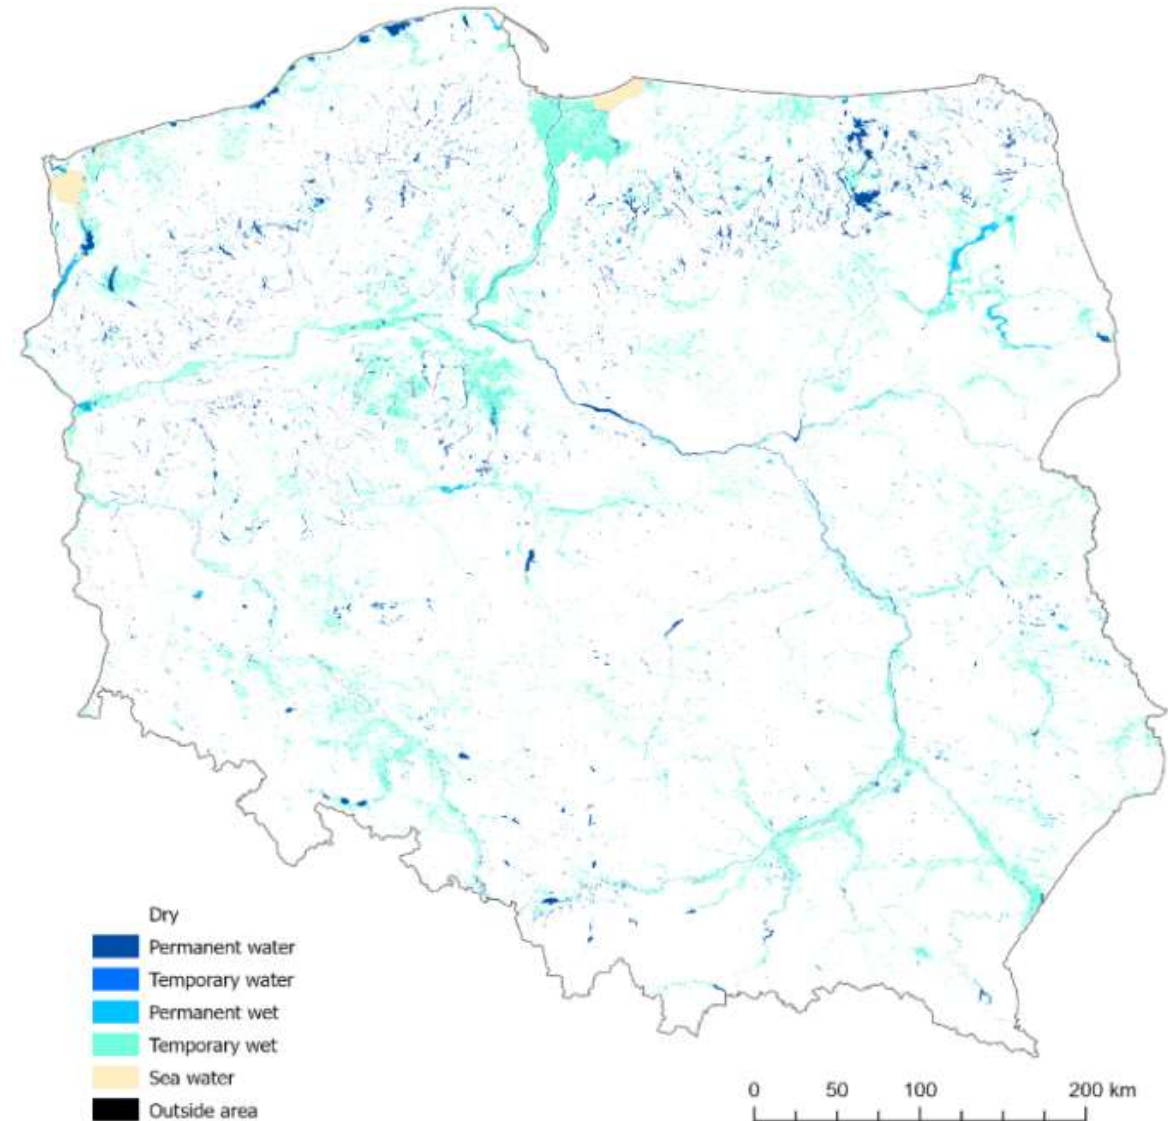 Dry
Permanent water
Temporary water
Permanent wet
Temporary wet
Sea water
Outside area
0 50 100 200 km